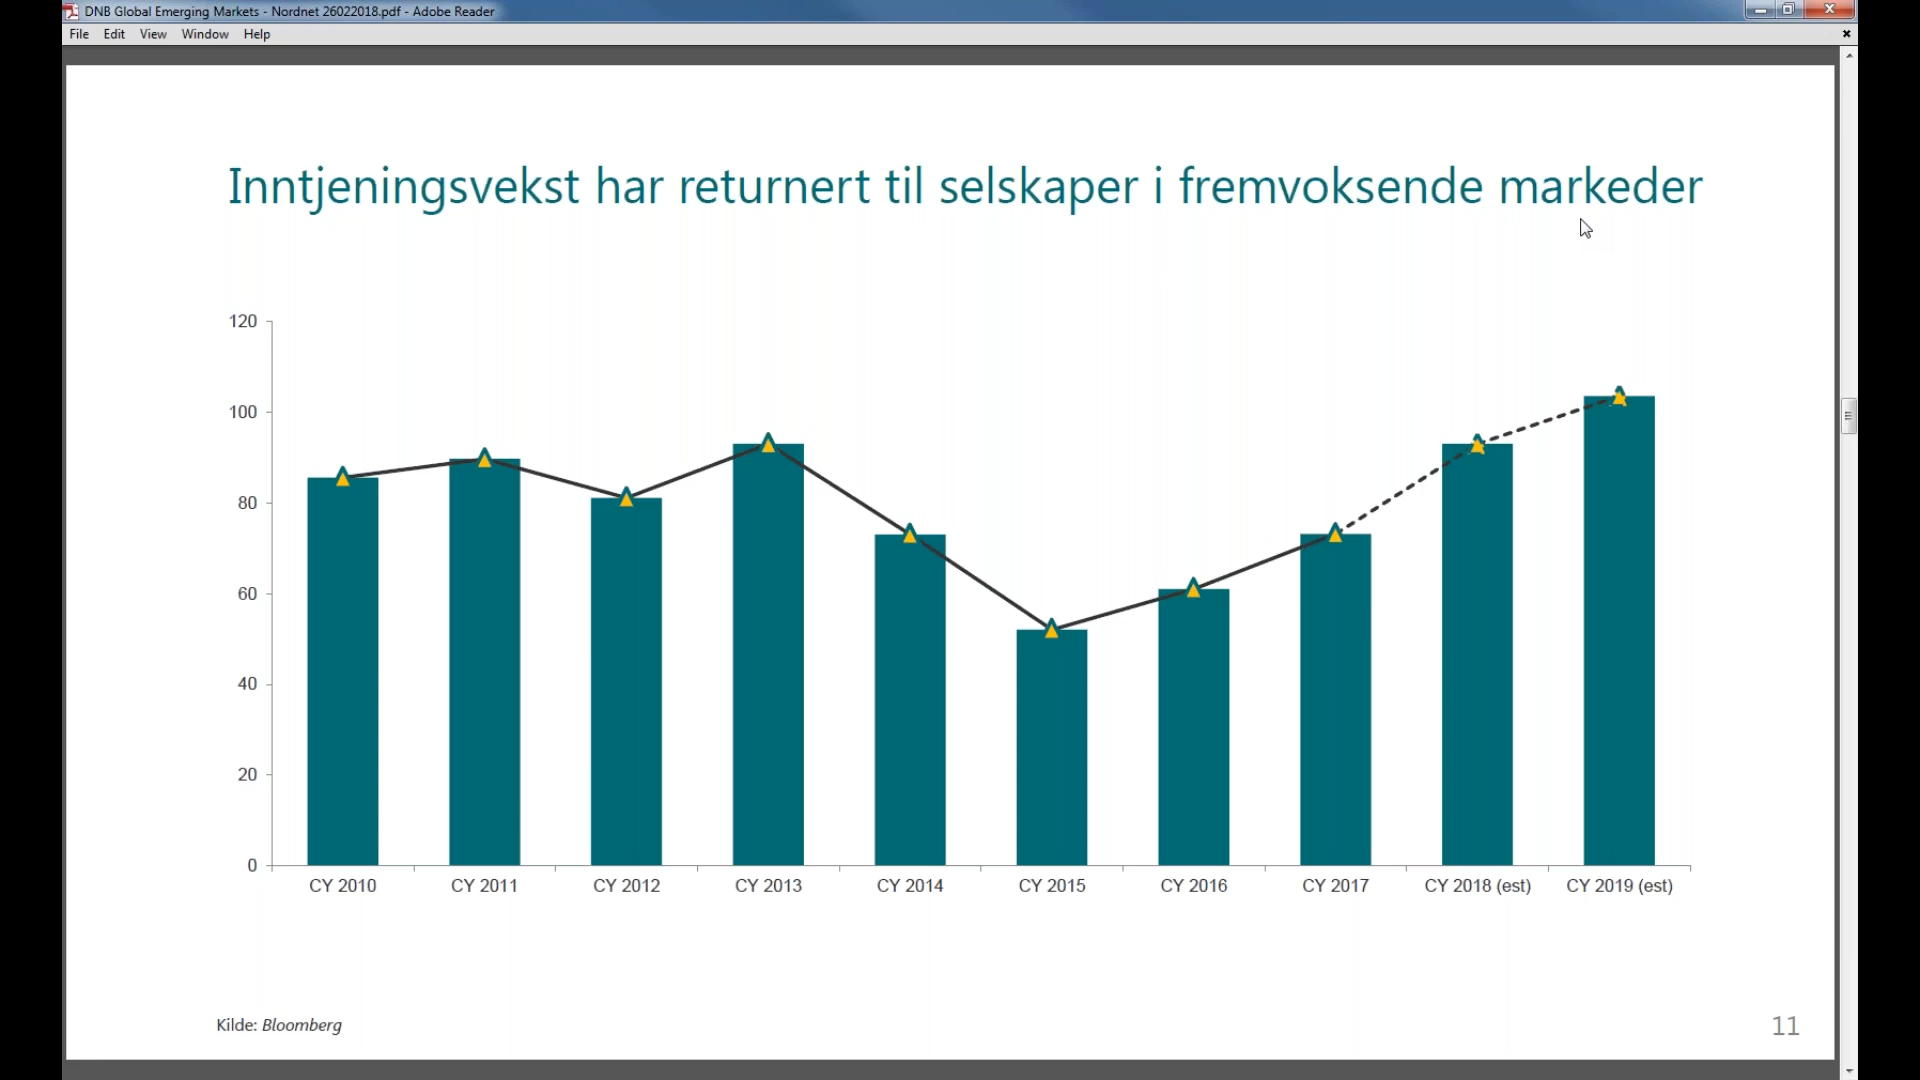 DNB Global Emerging Markets - Nordnet 26022018.pdf - Adobe Reader
File Edit View Window Help
Inntjeningsvekst har returnert til selskaper i fremvoksende markeder
120
100
80
60
40
20
0
CY 2010 CY 2011 CY 2012 CY 2013 CY 2014 CY 2015 CY 2016 CY 2017 CY 2018 (est) CY 2019 (est)
Kilde: Bloomberg
11